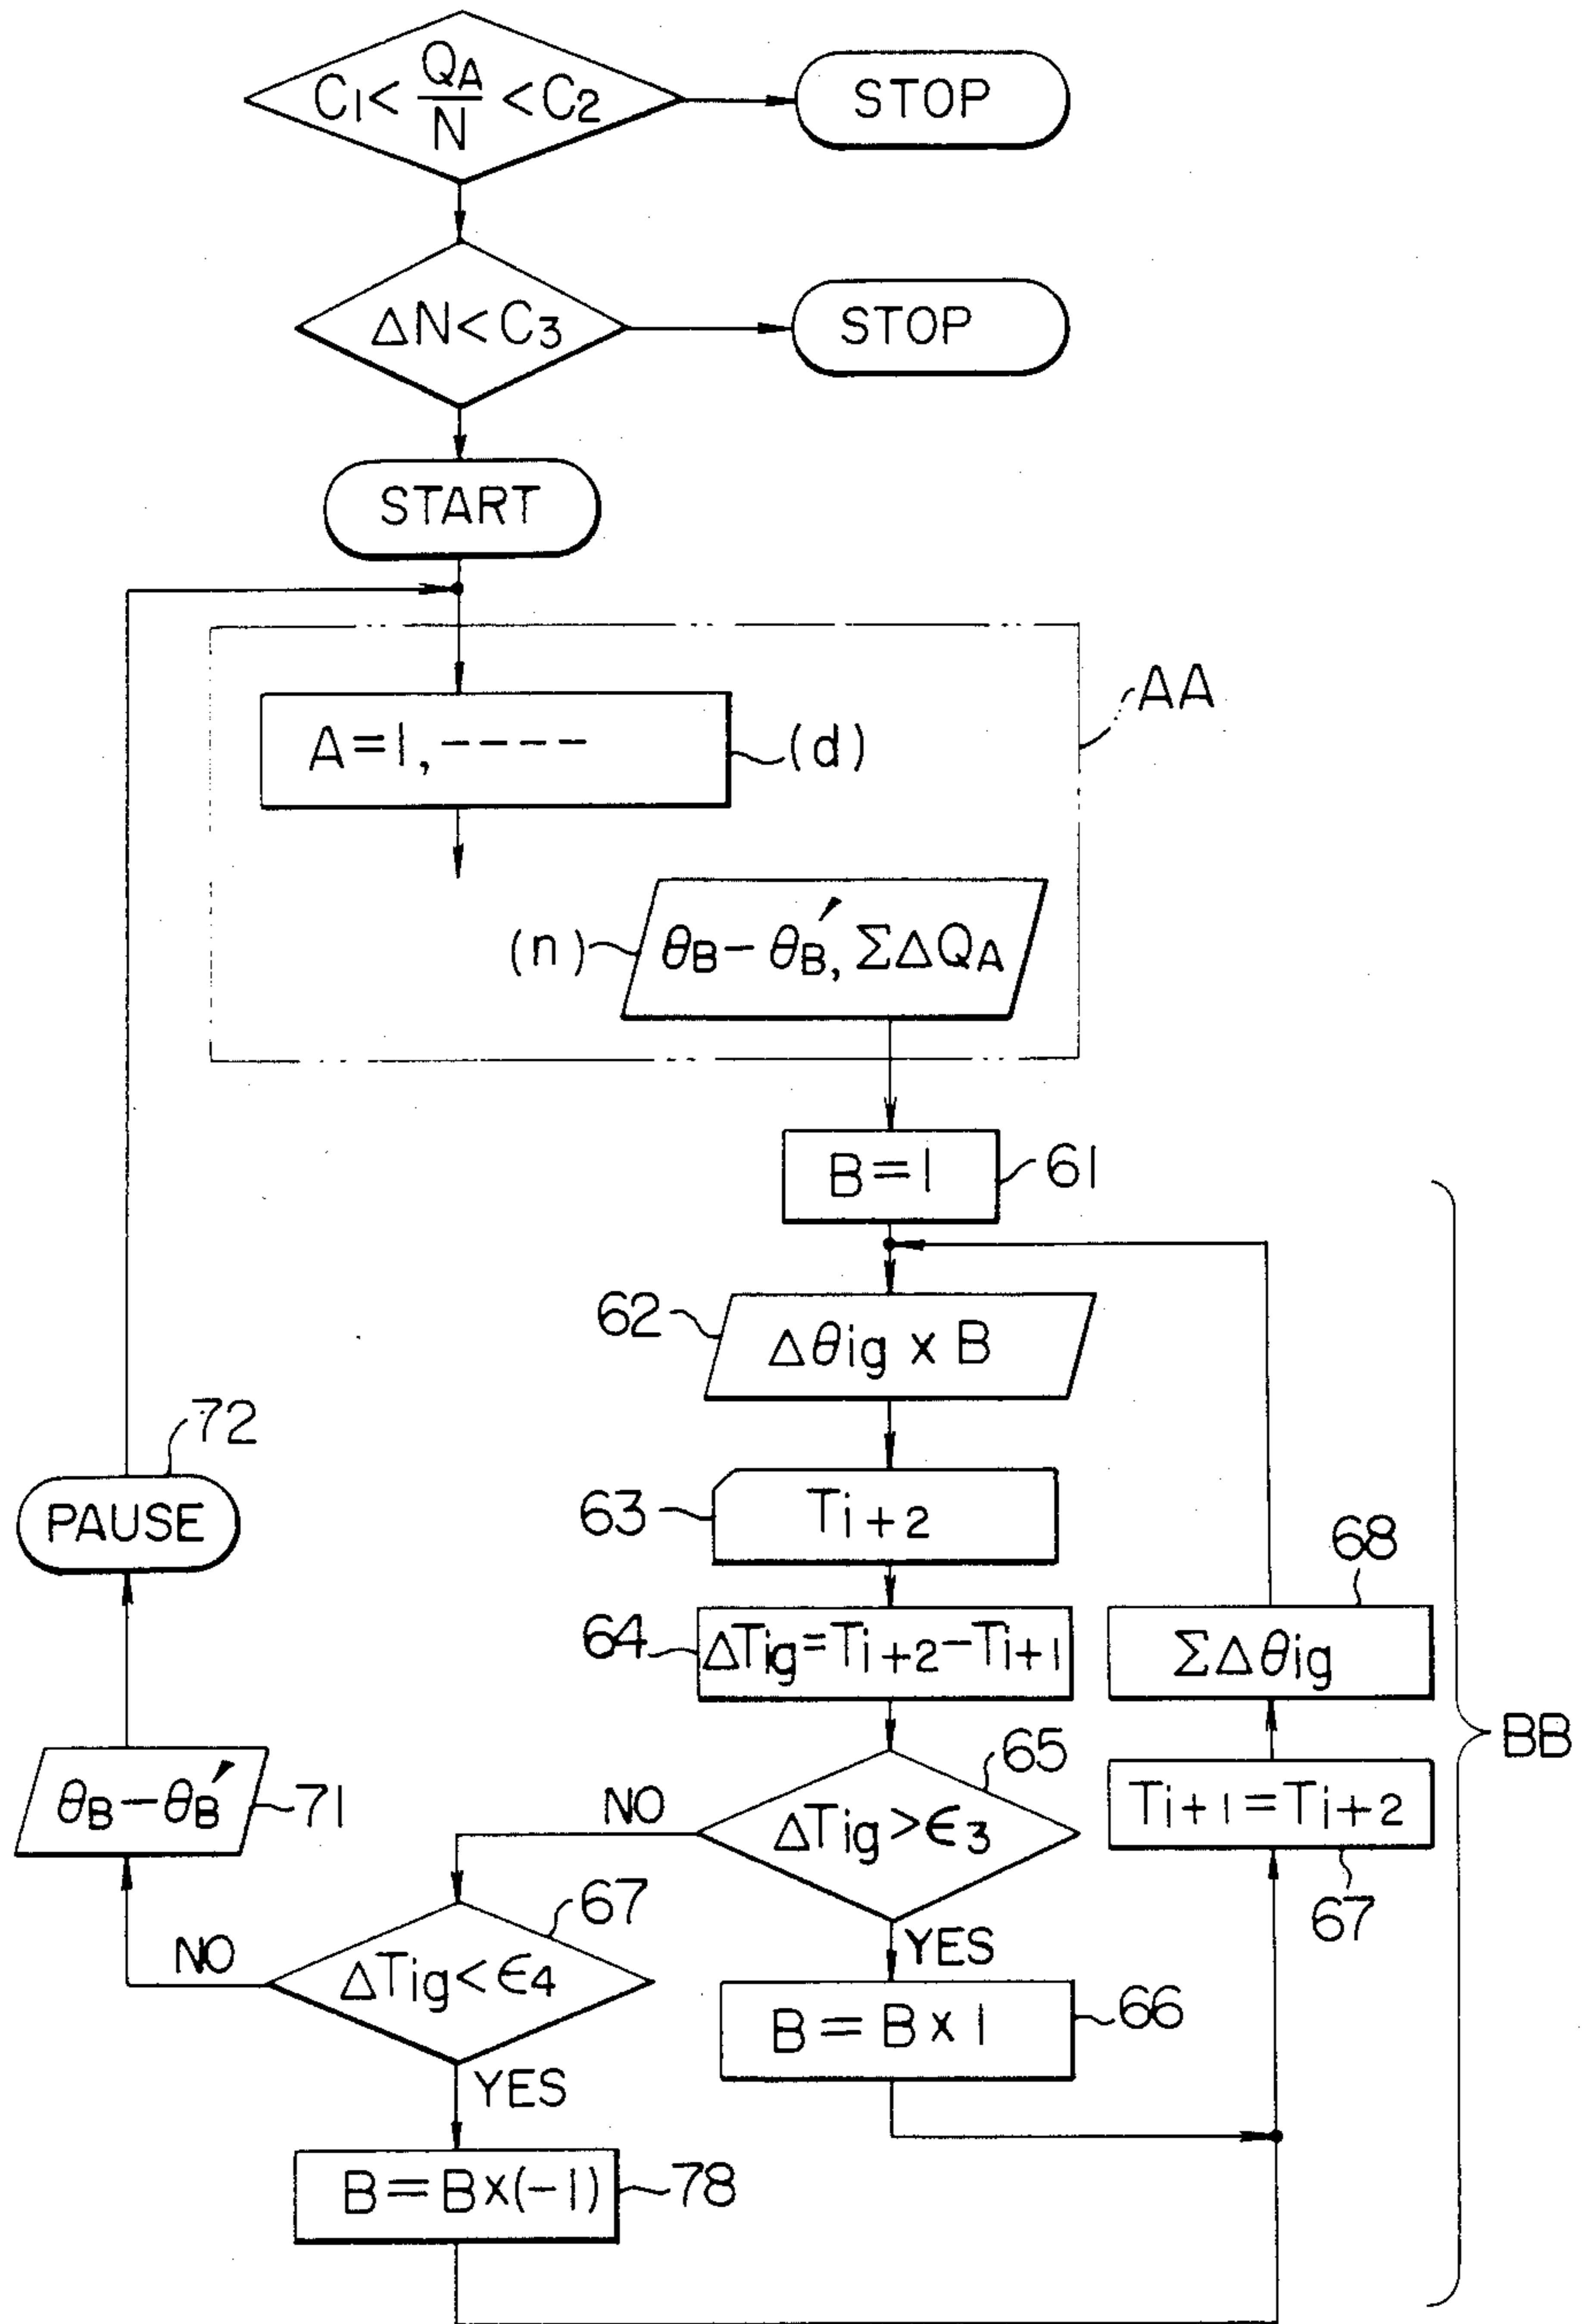 C1 < QA/N < C2
STOP
ΔN < C3
STOP
START
AA
A = 1, ----
(d)
(n)
θB − θB′, ΣΔQA
B = 1
61
62
Δθig x B
72
PAUSE
63
Ti+2
68
64
ΔTig = Ti+2 − Ti+1
ΣΔθig
BB
65
θB − θB′
71
NO
ΔTig > ϵ3
Ti+1 = Ti+2
67
67
NO
ΔTig < ϵ4
YES
66
B = B x 1
YES
B = B x (−1)
78